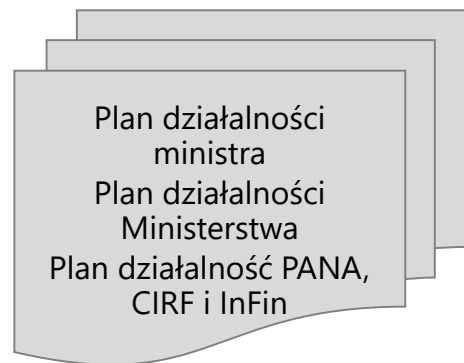 Plan działalności
ministra
Plan działalności
Ministerstwa
Plan działalność PANA,
CIRF i InFin